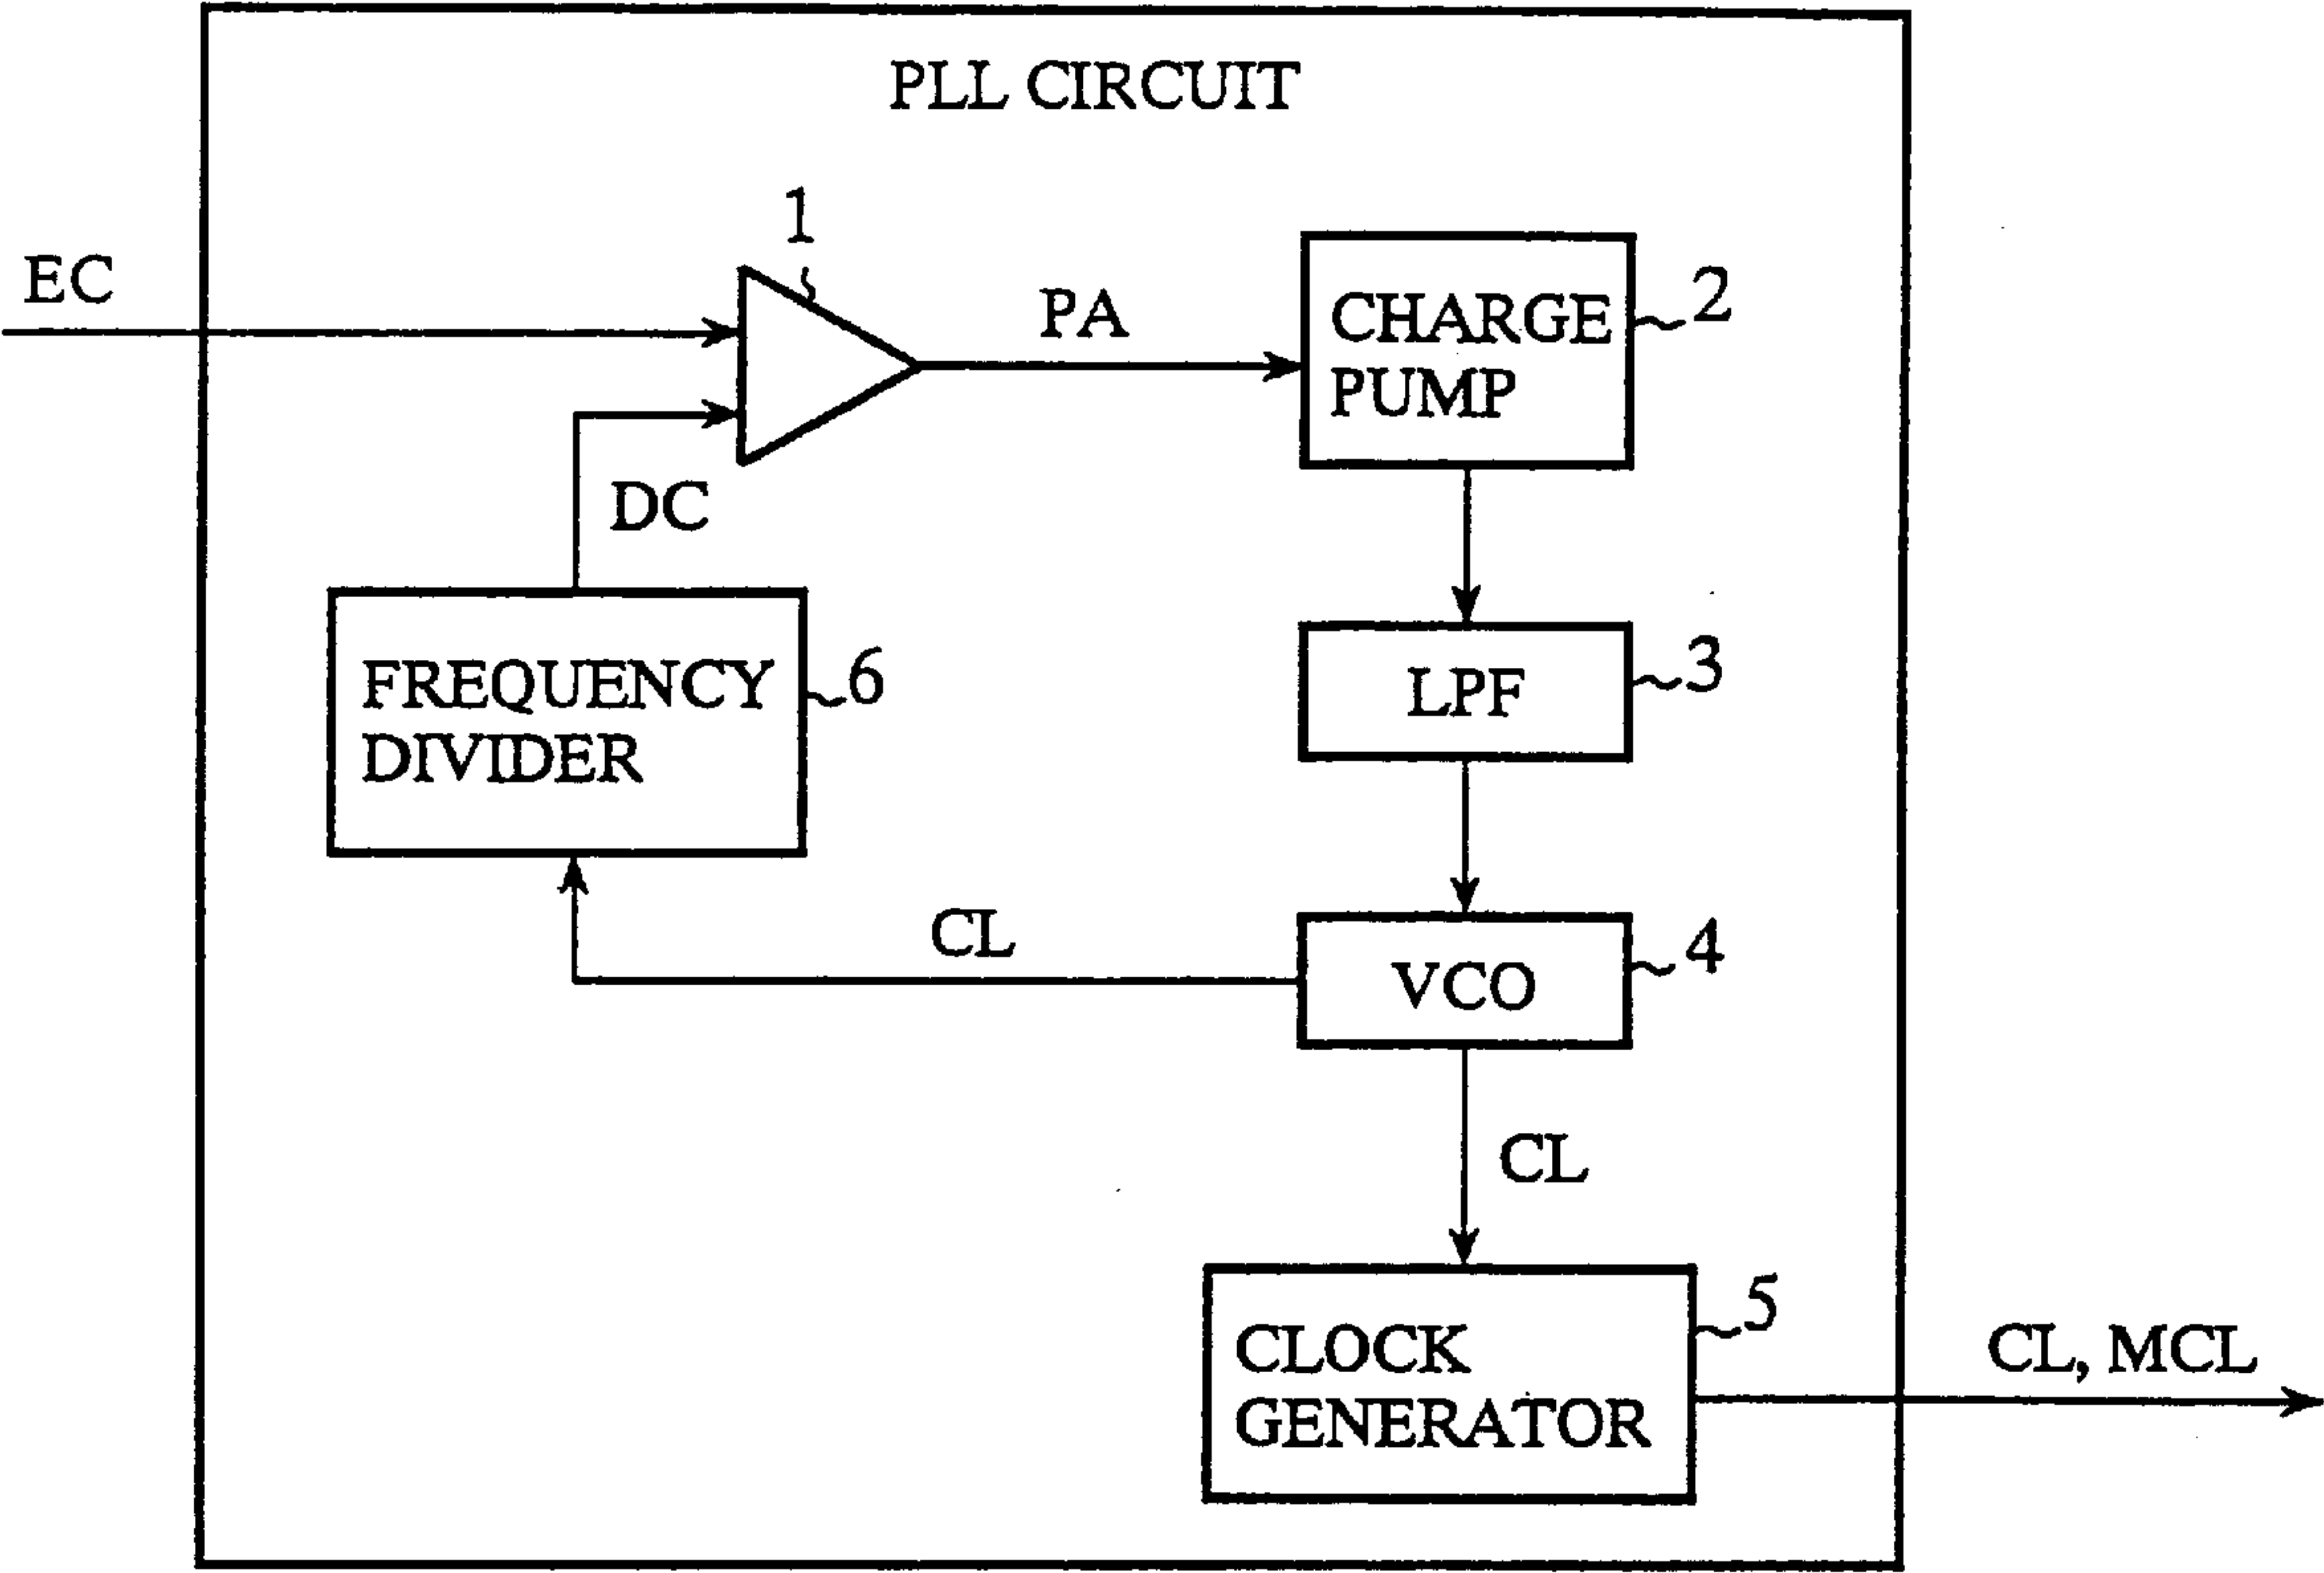 PLL CIRCUIT
1
EC
PA
CHARGE
PUMP
2
DC
FREQUENCY
DIVIDER
6
LPF
3
CL
VCO
4
CL
CLOCK
GENERATOR
5
CL, MCL